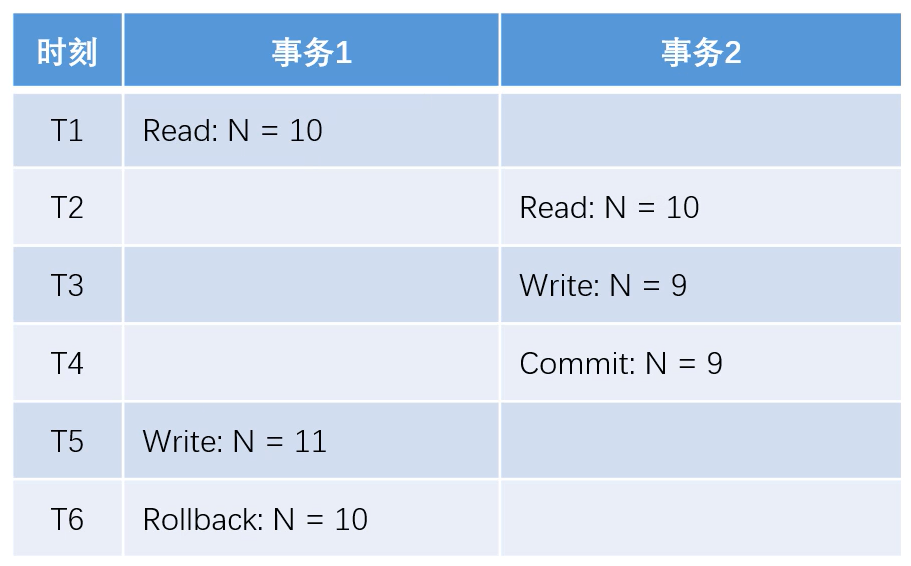 时刻 事务1 事务2
T1 Read: N = 10
T2 Read: N = 10
T3 Write: N = 9
T4 Commit: N = 9
T5 Write: N = 11
T6 Rollback: N = 10